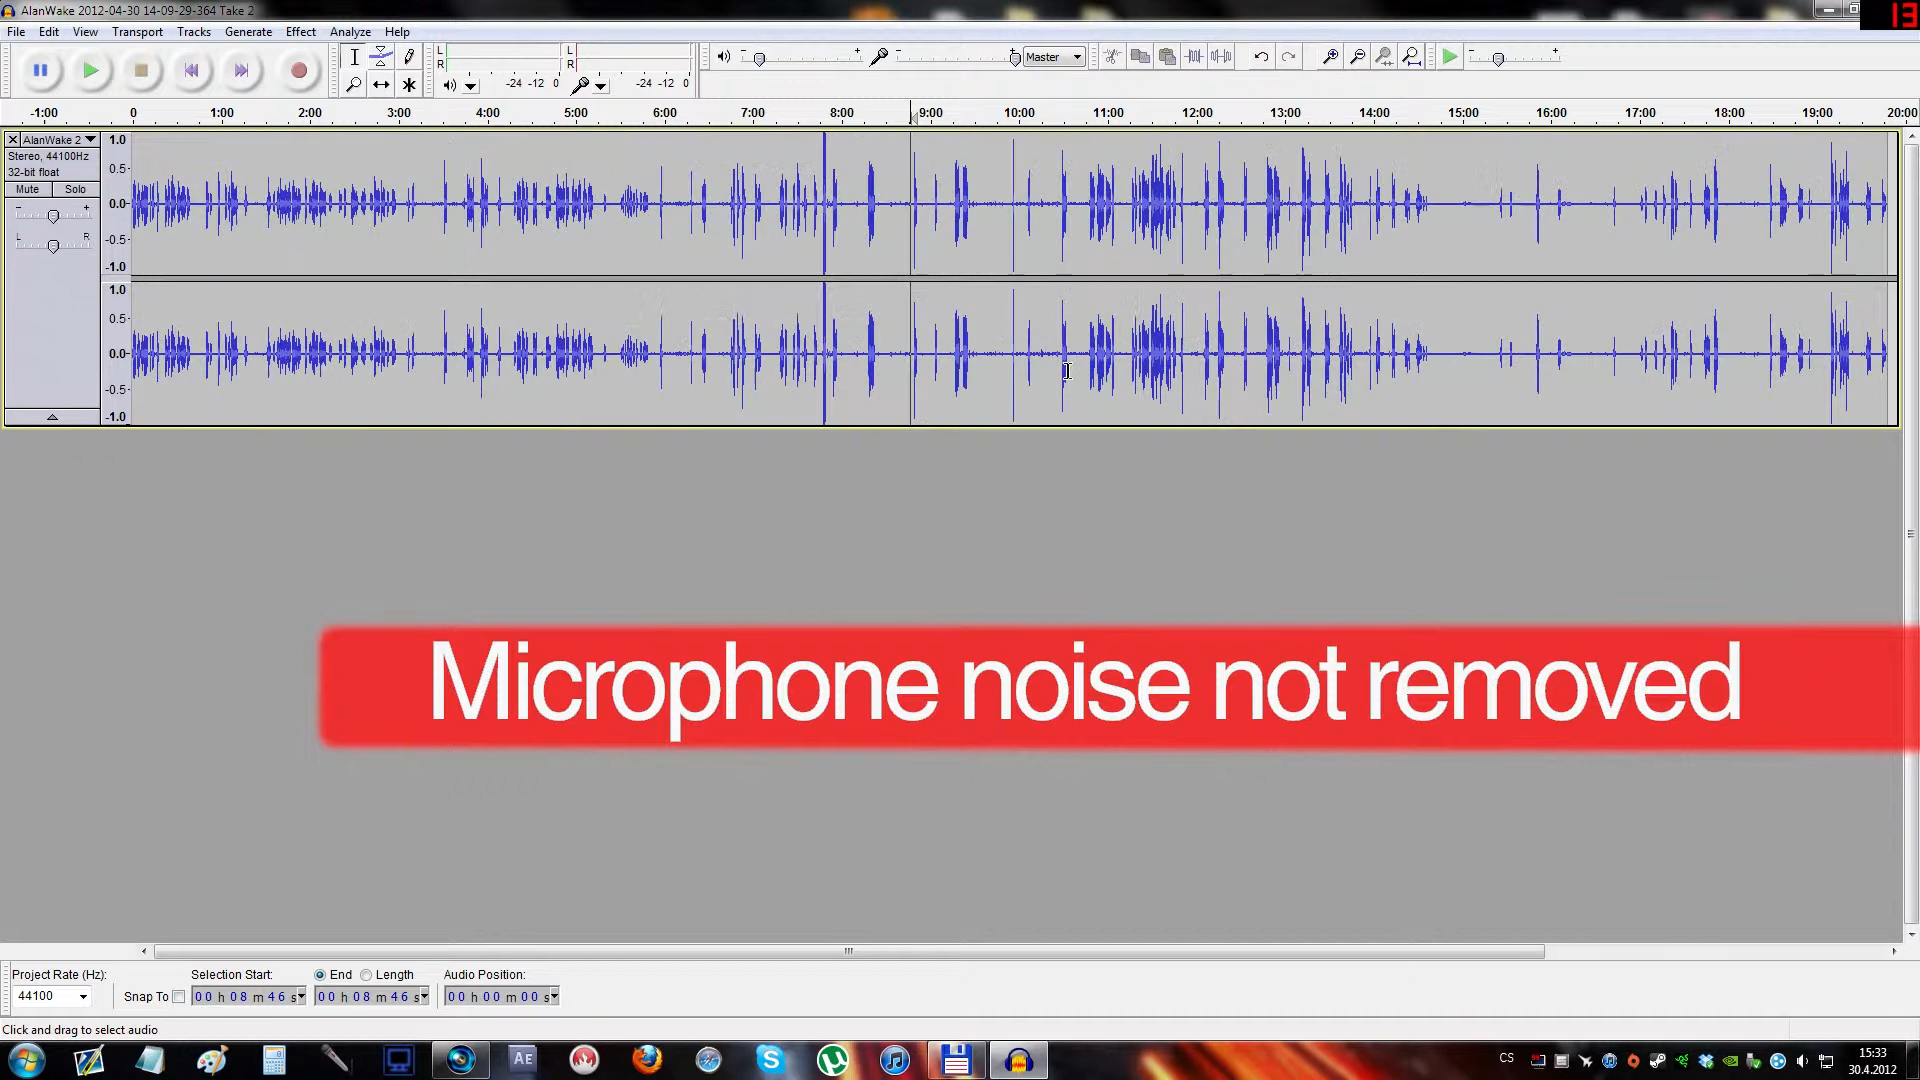 AlanWake 2012-04-30 14-09-29-364 Take 2
13
File Edit View Transport Tracks Generate Effect Analyze Help
L
R
-24 -12 0
L
R
-24 -12 0
- +
- +
Master
- +
-1:00 0 1:00 2:00 3:00 4:00 5:00 6:00 7:00 8:00 9:00 10:00 11:00 12:00 13:00 14:00 15:00 16:00 17:00 18:00 19:00 20:00
AlanWake 2
Stereo, 44100Hz
32-bit float
Mute Solo
- +
L R
1.0
0.5
0.0
-0.5
-1.0
1.0
0.5
0.0
-0.5
-1.0
Microphone noise not removed
Project Rate (Hz):
44100
Snap To
Selection Start:
00 h 08 m 46 s
End Length
00 h 08 m 46 s
Audio Position:
00 h 00 m 00 s
Click and drag to select audio
AE
CS
15:33
30.4.2012